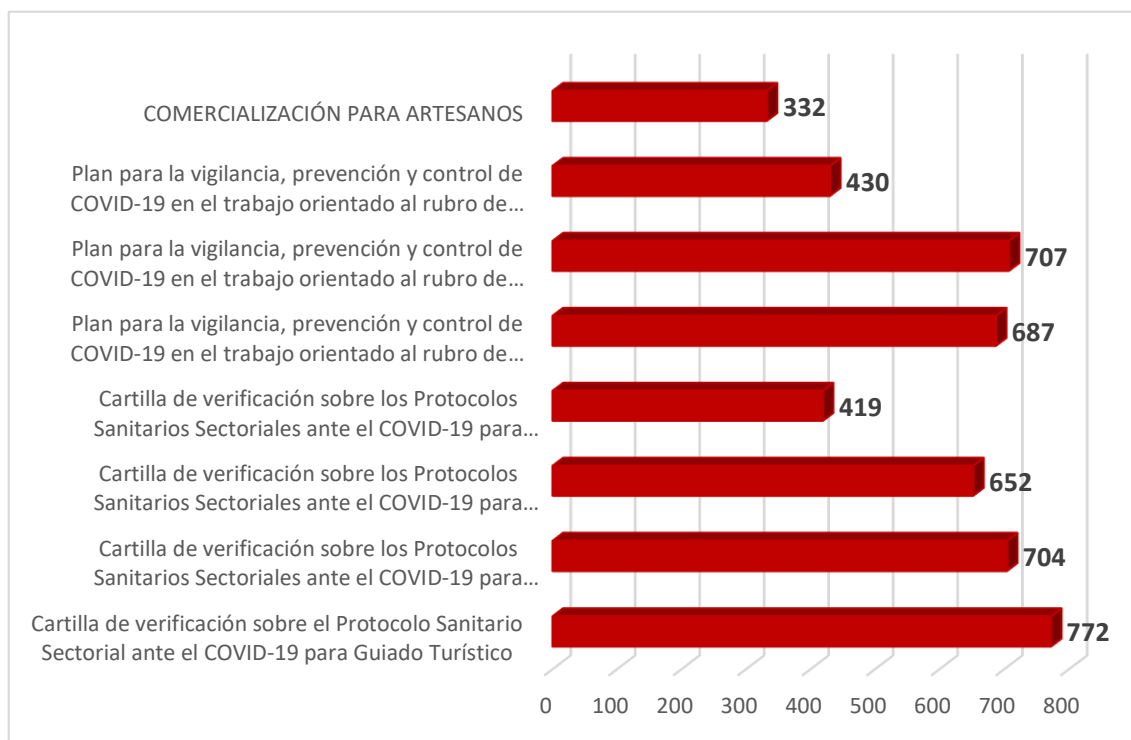 COMERCIALIZACIÓN PARA ARTESANOS
332
Plan para la vigilancia, prevención y control de
COVID-19 en el trabajo orientado al rubro de...
430
Plan para la vigilancia, prevención y control de
COVID-19 en el trabajo orientado al rubro de...
707
Plan para la vigilancia, prevención y control de
COVID-19 en el trabajo orientado al rubro de...
687
Cartilla de verificación sobre los Protocolos
Sanitarios Sectoriales ante el COVID-19 para...
419
Cartilla de verificación sobre los Protocolos
Sanitarios Sectoriales ante el COVID-19 para...
652
Cartilla de verificación sobre los Protocolos
Sanitarios Sectoriales ante el COVID-19 para...
704
Cartilla de verificación sobre el Protocolo Sanitario
Sectorial ante el COVID-19 para Guiado Turístico
772
0 100 200 300 400 500 600 700 800